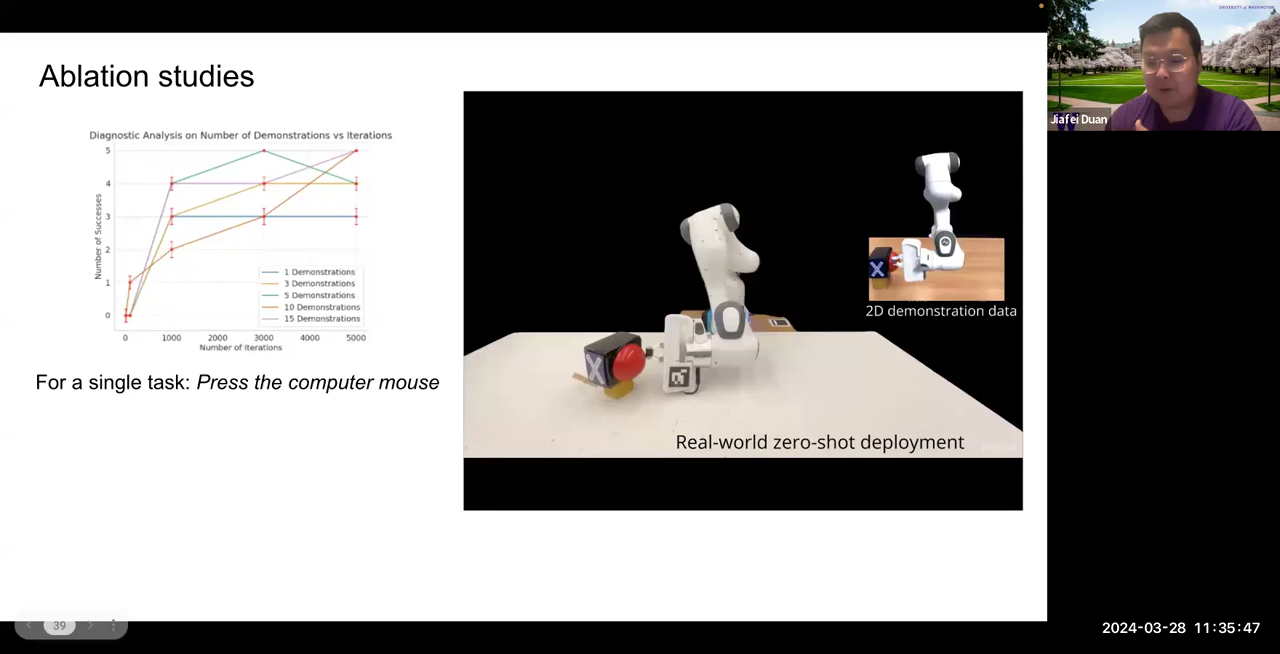 UNIVERSITY of WASHINGTON
Ablation studies
Jiafei Duan
Diagnostic Analysis on Number of Demonstrations vs Iterations
5
4
3
2
1
0
Number of Successes
1 Demonstrations
3 Demonstrations
5 Demonstrations
10 Demonstrations
15 Demonstrations
0 1000 2000 3000 4000 5000
Number of Iterations
For a single task: Press the computer mouse
X
2D demonstration data
X
Real-world zero-shot deployment
39
2024-03-28 11:35:47